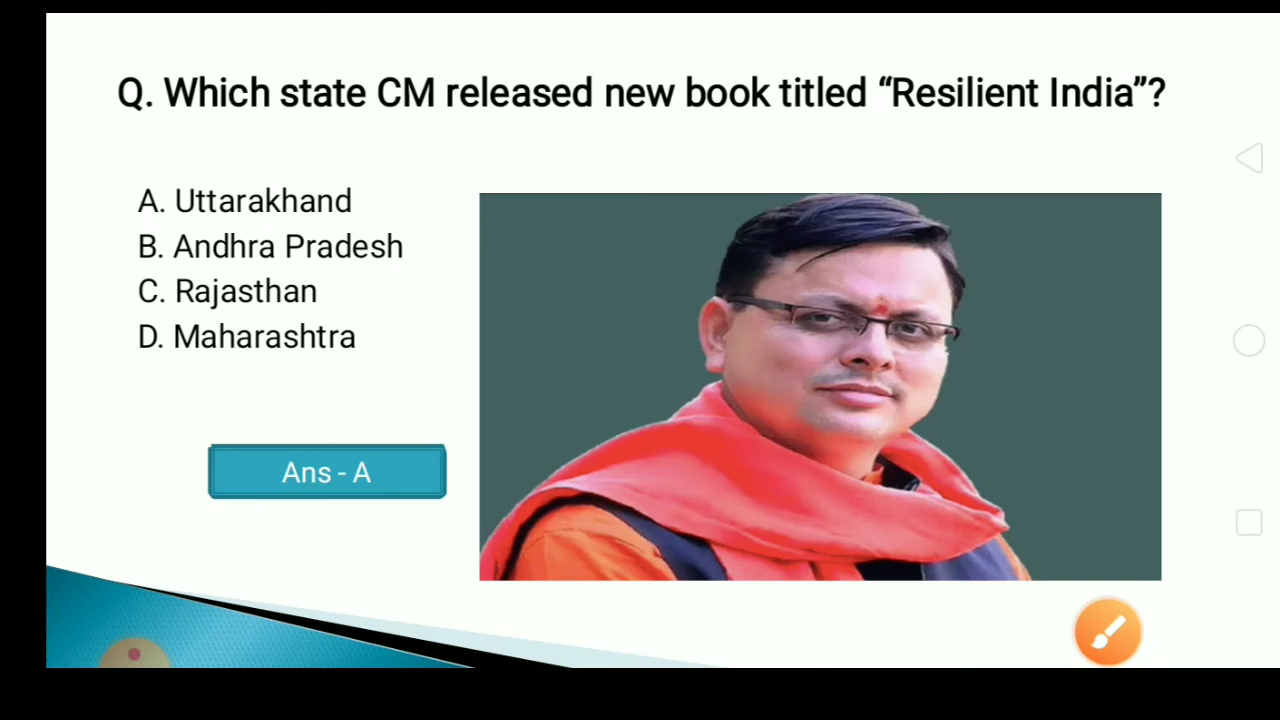 Q. Which state CM released new book titled “Resilient India”?
A. Uttarakhand
B. Andhra Pradesh
C. Rajasthan
D. Maharashtra
Ans - A